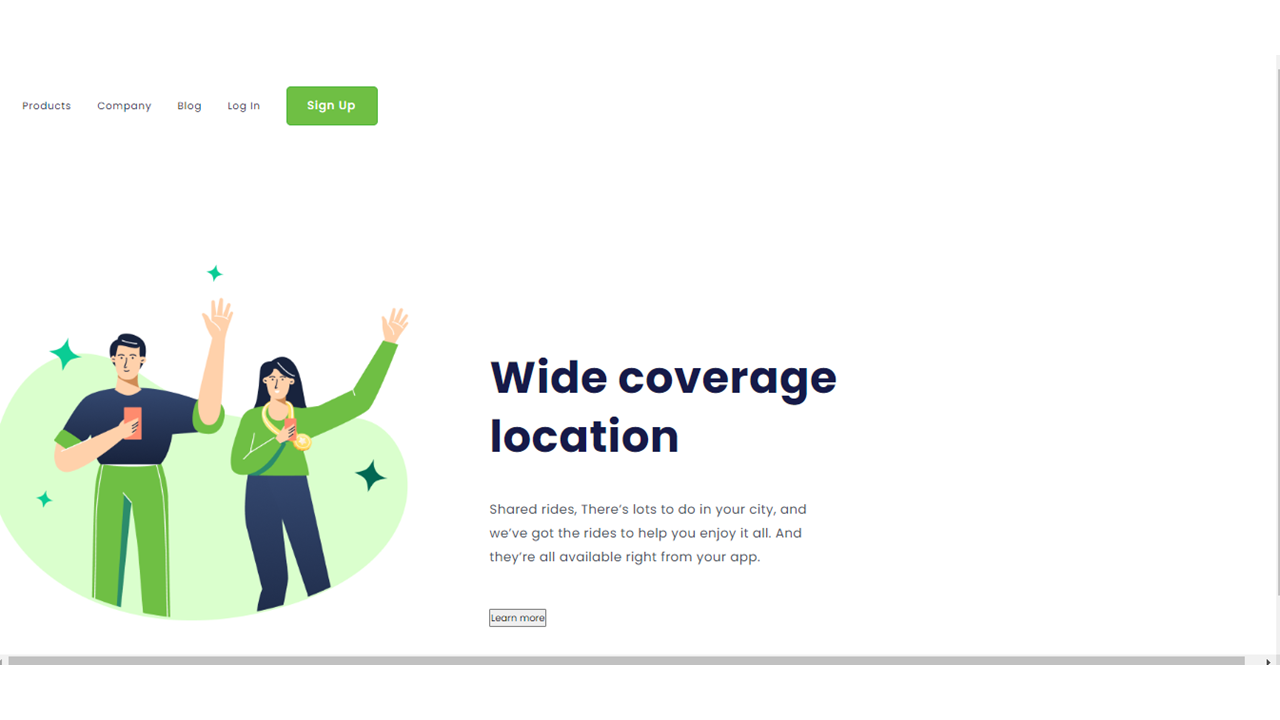 Products Company Blog Log In Sign Up
Wide coverage
location
Shared rides, There’s lots to do in your city, and
we’ve got the rides to help you enjoy it all. And
they’re all available right from your app.
Learn more